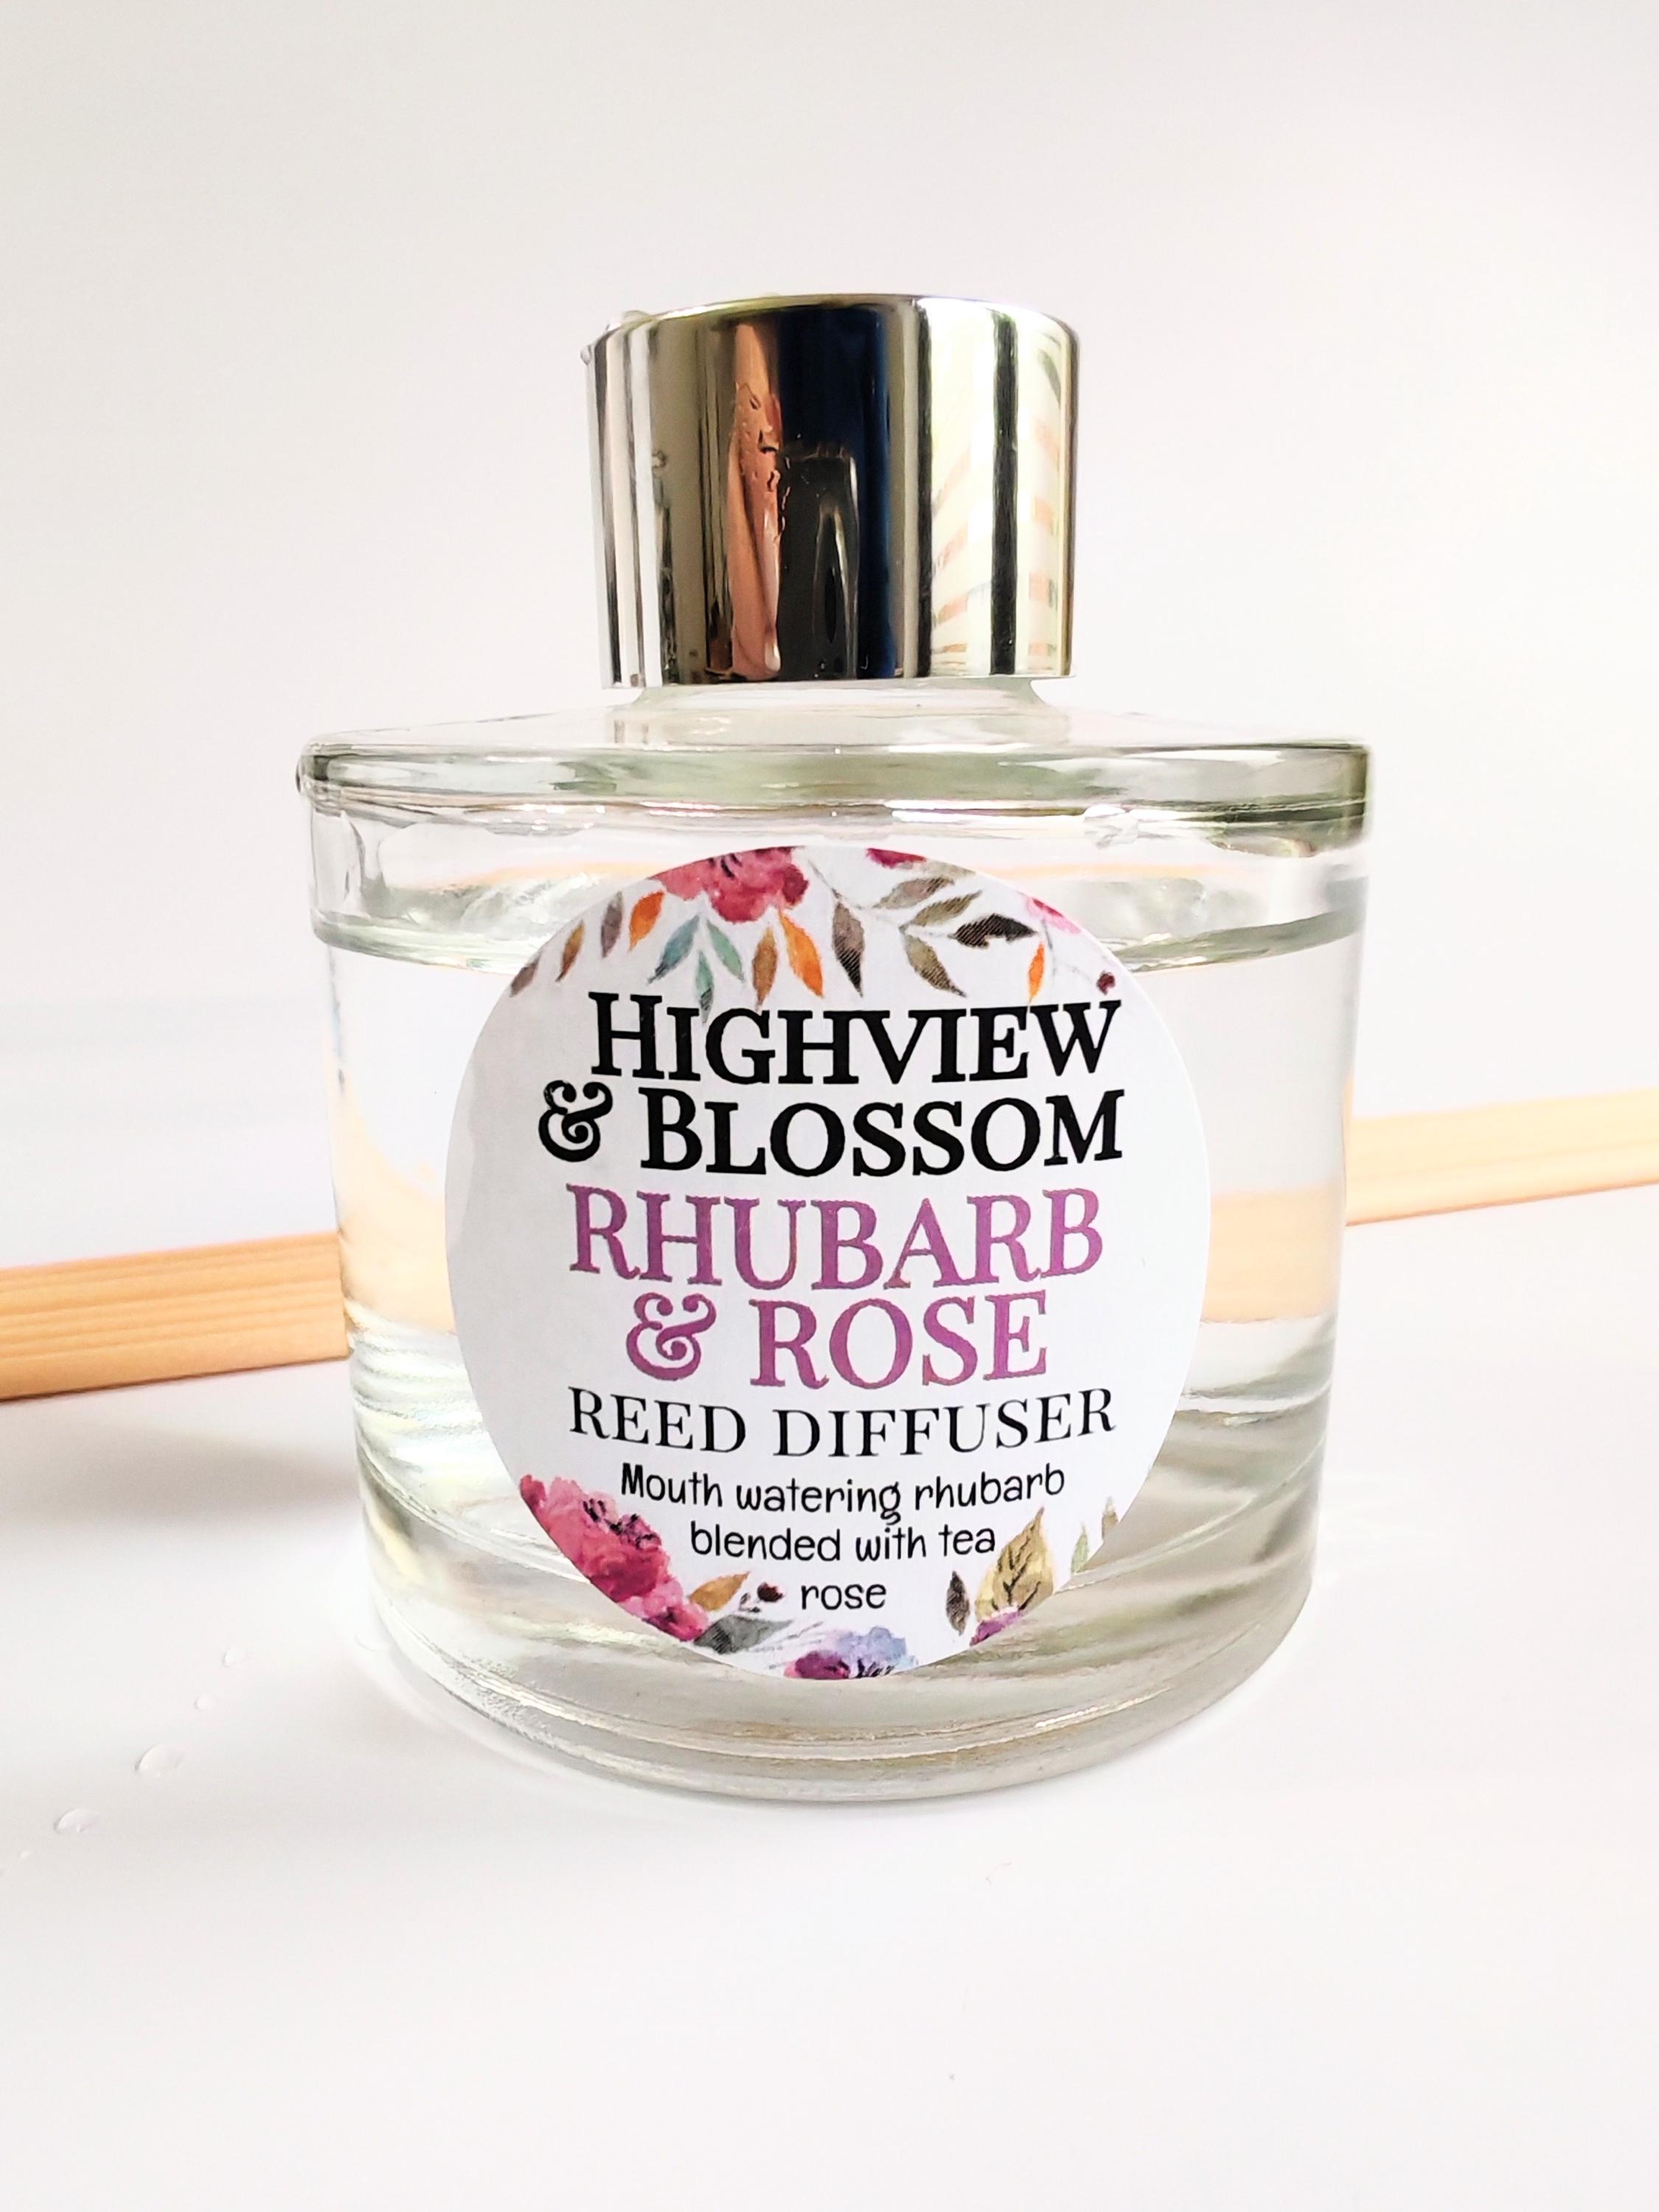 HIGHVIEW
& BLOSSOM
RHUBARB
& ROSE
REED DIFFUSER
Mouth watering rhubarb
blended with tea
rose